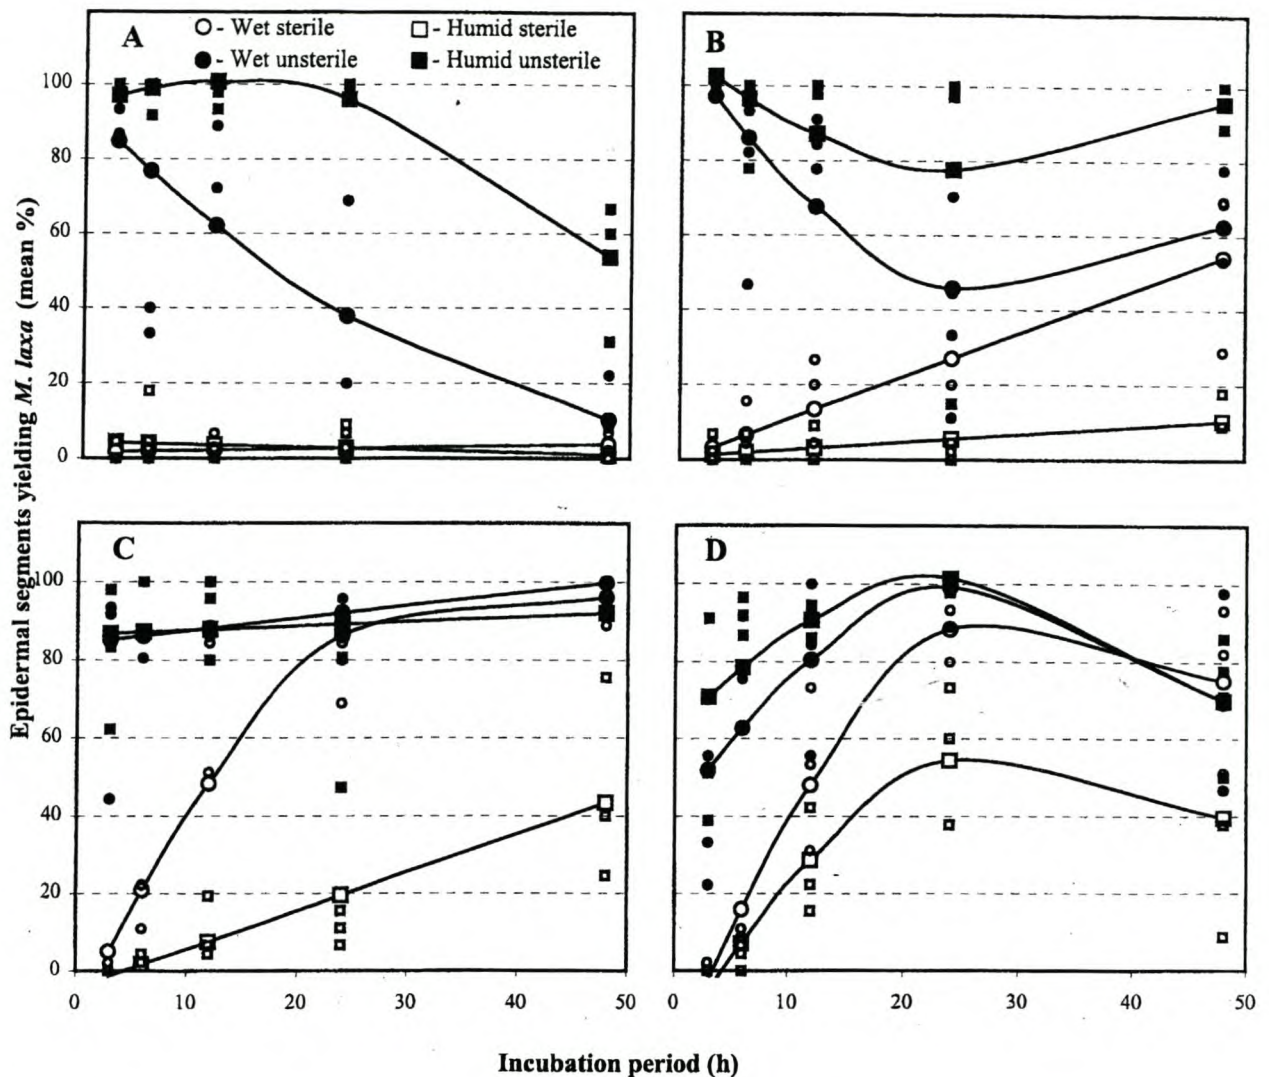 A
B
○ - Wet sterile □ - Humid sterile
● - Wet unsterile ■ - Humid unsterile
100
80
60
40
20
0
Epidermal segments yielding M. laxa (mean %)
C
D
100
80
60
40
20
0
0 10 20 30 40 50
0 10 20 30 40 50
Incubation period (h)